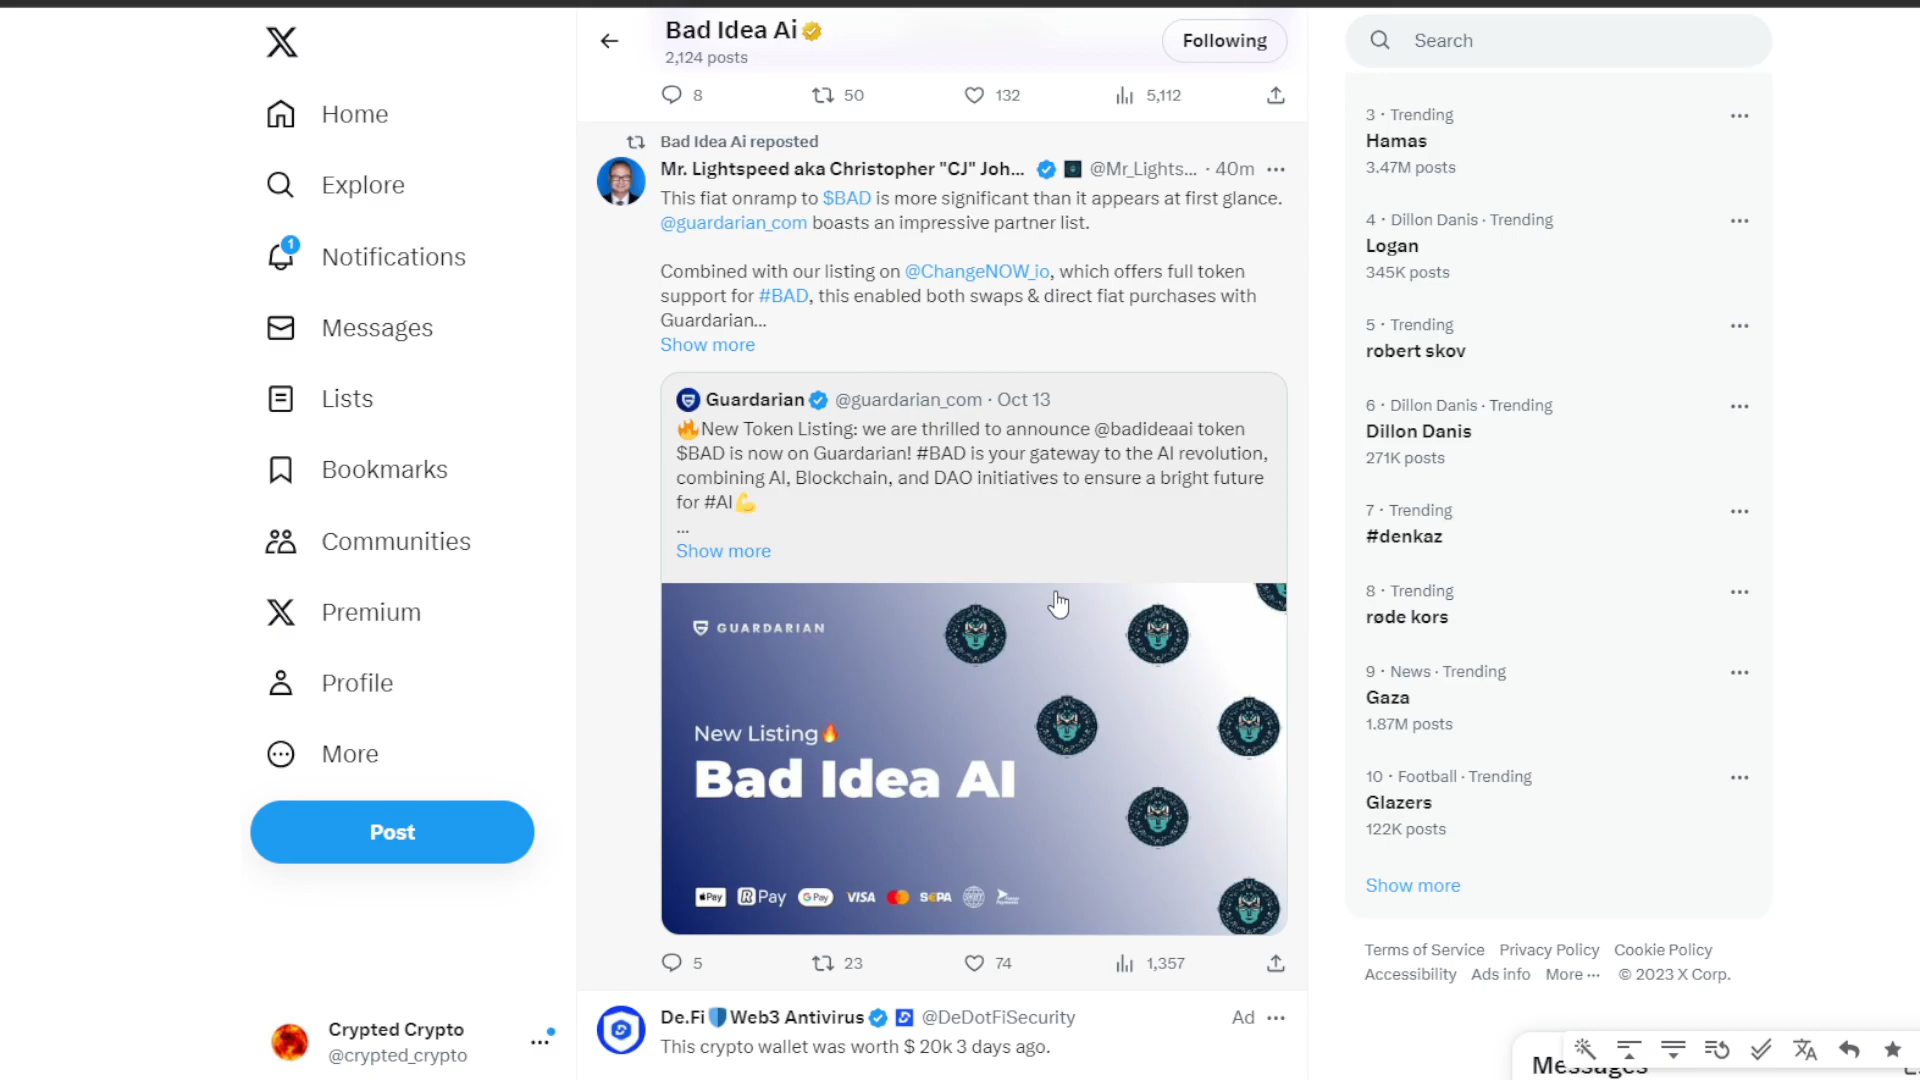 Home
Explore
1
Notifications
Messages
Lists
Bookmarks
Communities
Premium
Profile
More
Post
Crypted Crypto
@crypted_crypto
Bad Idea Ai
2,124 posts
Following
8 50 132 5,112
Bad Idea Ai reposted
Mr. Lightspeed aka Christopher "CJ" Joh... @Mr_Lights... · 40m
This fiat onramp to $BAD is more significant than it appears at first glance.
@guardarian_com boasts an impressive partner list.
Combined with our listing on @ChangeNOW_io, which offers full token
support for #BAD, this enabled both swaps & direct fiat purchases with
Guardarian...
Show more
Guardarian @guardarian_com · Oct 13
🔥New Token Listing: we are thrilled to announce @badideaai token
$BAD is now on Guardarian! #BAD is your gateway to the AI revolution,
combining AI, Blockchain, and DAO initiatives to ensure a bright future
for #AI💪
...
Show more
GUARDARIAN
New Listing🔥
Bad Idea AI
Pay Pay G Pay VISA SEPA
5 23 74 1,357
De.Fi🛡️Web3 Antivirus @DeDotFiSecurity Ad
This crypto wallet was worth $ 20k 3 days ago.
Search
3 · Trending
Hamas
3.47M posts
4 · Dillon Danis · Trending
Logan
345K posts
5 · Trending
robert skov
6 · Dillon Danis · Trending
Dillon Danis
271K posts
7 · Trending
#denkaz
8 · Trending
røde kors
9 · News · Trending
Gaza
1.87M posts
10 · Football · Trending
Glazers
122K posts
Show more
Terms of Service Privacy Policy Cookie Policy
Accessibility Ads info More ··· © 2023 X Corp.
Messages